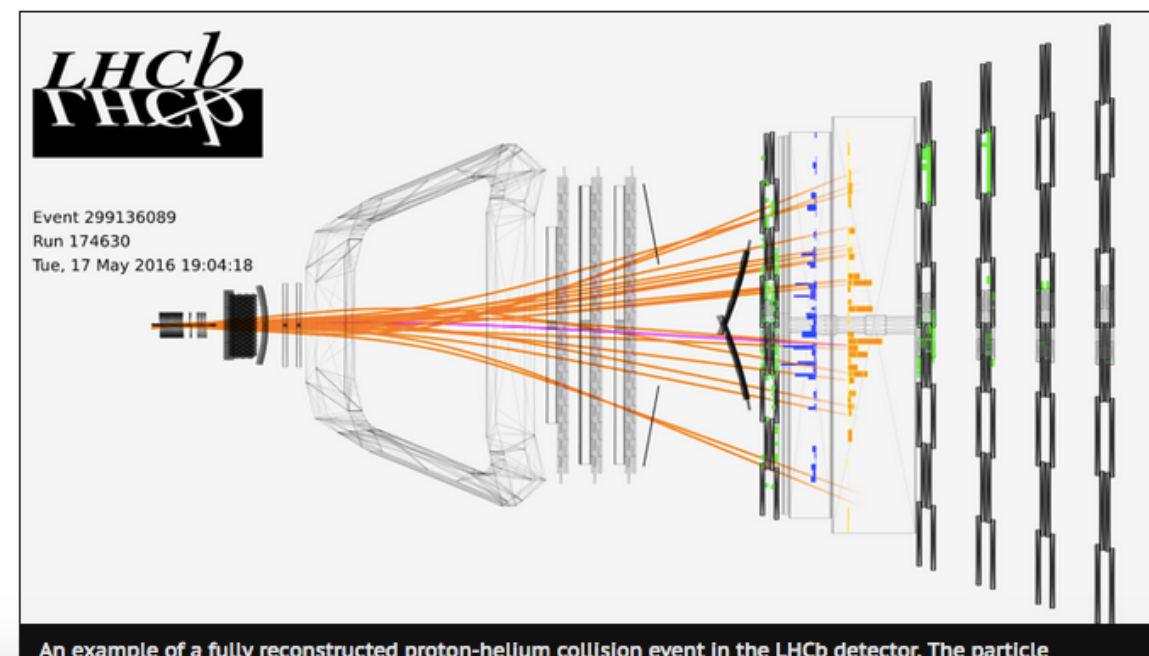 LHCb
LHCb
Event 299136089
Run 174630
Tue, 17 May 2016 19:04:18
An example of a fully reconstructed proton-helium collision event in the LHCb detector. The particle